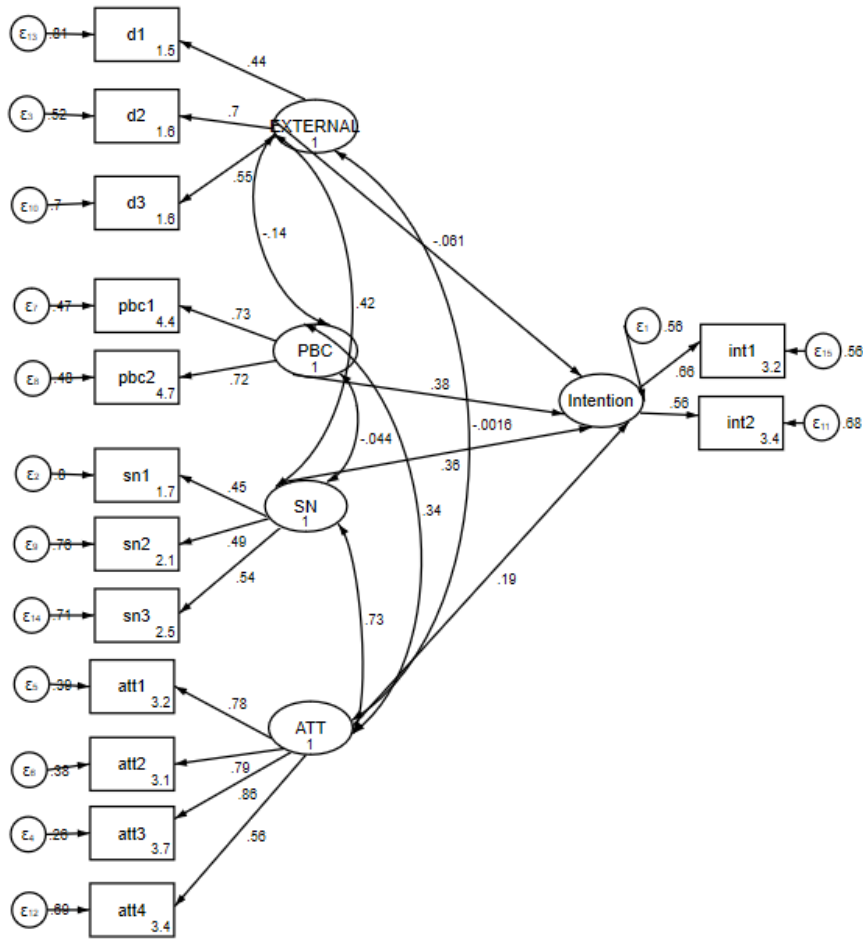 ε13 .81 d1 1.5
.44
ε3 .52 d2 1.6
.7
EXTERNAL
1
ε10 .7 d3 1.6
.55
-.14
-.061
.42
ε7 .47 pbc1 4.4
.73
PBC
1
ε8 .48 pbc2 4.7
.72
.38
ε1 .56
int1 3.2
ε15 .56
.66
Intention
.56
int2 3.4
ε11 .68
-.044
-.0016
.36
ε2 .8 sn1 1.7
.45
SN
1
.34
ε9 .76 sn2 2.1
.49
.54
.19
ε14 .71 sn3 2.5
.73
ε5 .39 att1 3.2
.78
ATT
1
ε6 .38 att2 3.1
.79
.86
ε4 .26 att3 3.7
.56
ε12 .69 att4 3.4